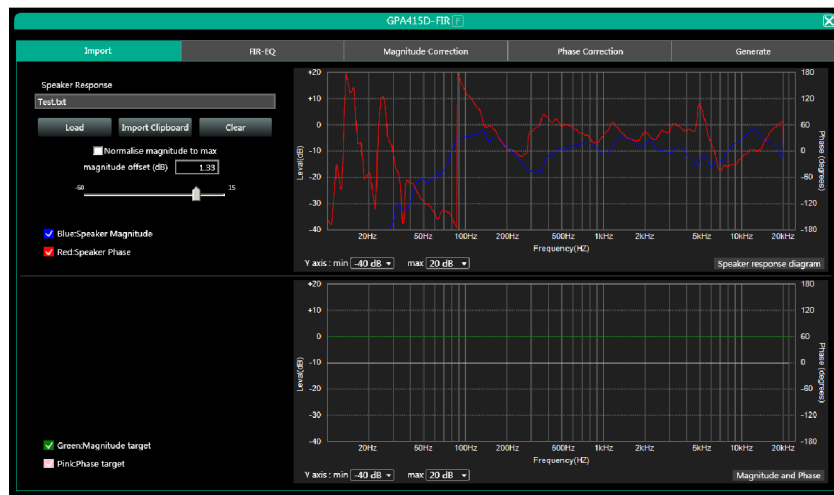 GPA415D-FIR F
Import FIR-EQ Magnitude Correction Phase Correction Generate
Speaker Response
Test.txt
Load Import Clipboard Clear
Normalise magnitude to max
magnitude offset (dB) 1.93
-60 15
Blue:Speaker Magnitude
Red:Speaker Phase
+20
+10
0
-10
-20
-30
-40
Leval(dB)
180
120
60
0
-60
-120
-180
Phase (degrees)
20Hz 50Hz 100Hz 200Hz 500Hz 1kHz 2kHz 5kHz 10kHz 20kHz
Frequency(HZ)
Y axis : min -40 dB max 20 dB
Speaker response diagram
+20
+10
0
-10
-20
-30
-40
Leval(dB)
180
120
60
0
-60
-120
-180
Phase (degrees)
20Hz 50Hz 100Hz 200Hz 500Hz 1kHz 2kHz 5kHz 10kHz 20kHz
Frequency(HZ)
Green:Magnitude target
Pink:Phase target
Y axis : min -40 dB max 20 dB
Magnitude and Phase